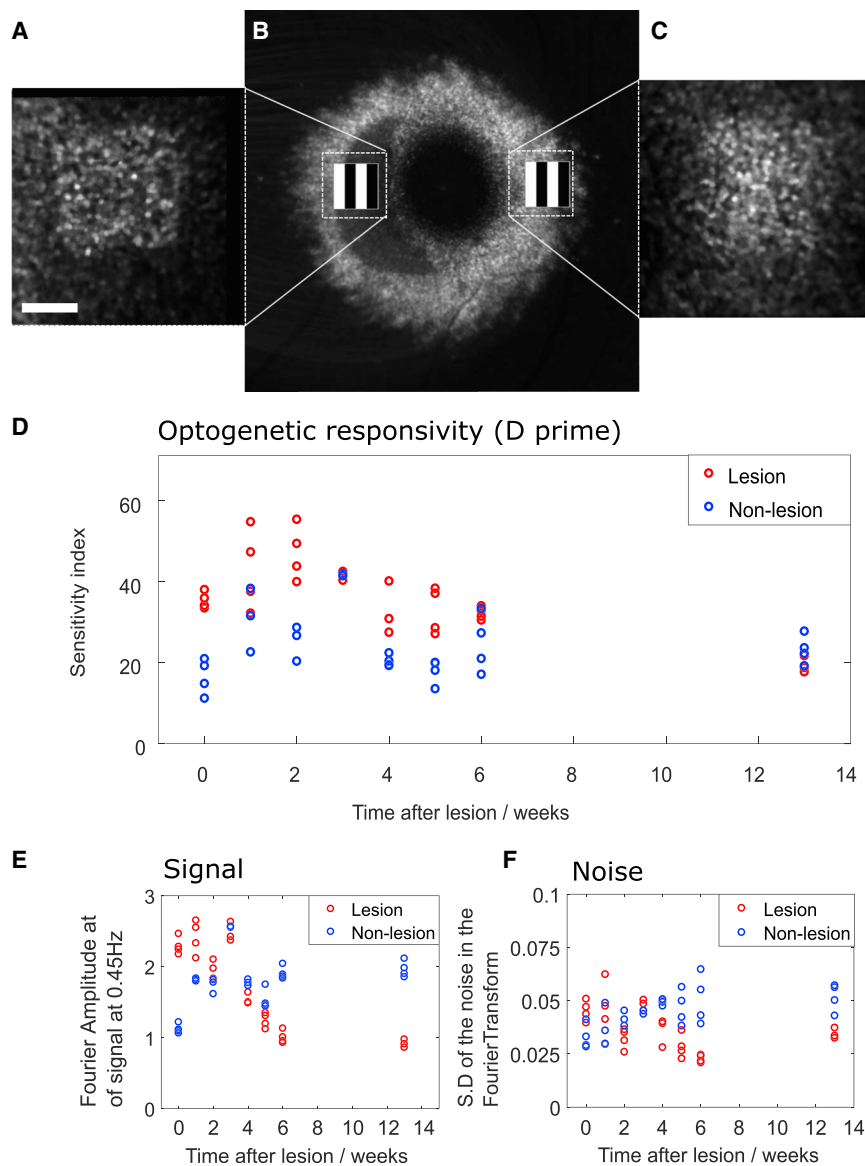 A
B
C
D
Optogenetic responsivity (D prime)
Lesion
Non-lesion
Sensitivity index
60
40
20
0
0 2 4 6 8 10 12 14
Time after lesion / weeks
E
Signal
Lesion
Non-lesion
Fourier Amplitude at
of signal at 0.45Hz
3
2
1
0
0 2 4 6 8 10 12 14
Time after lesion / weeks
F
Noise
Lesion
Non-lesion
S.D of the noise in the
FourierTransform
0.1
0.075
0.05
0.025
0
0 2 4 6 8 10 12 14
Time after lesion / weeks